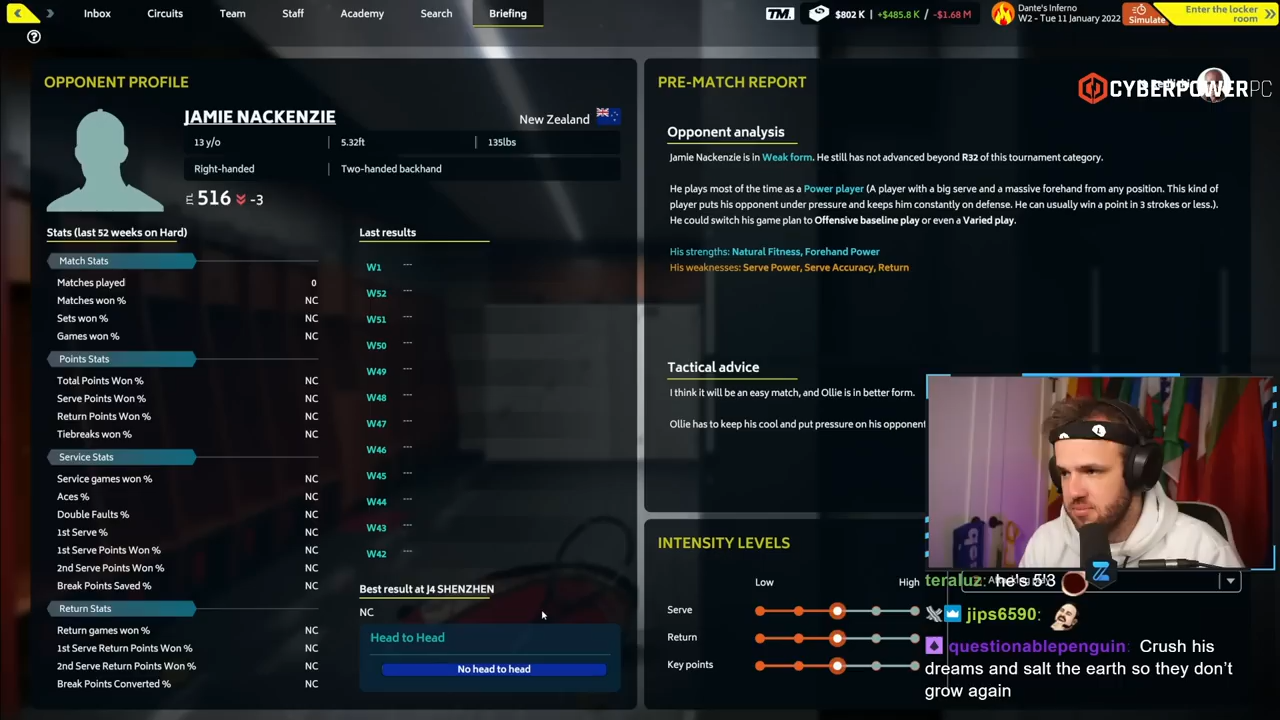 Inbox
Circuits
Team
Staff
Academy
Search
Briefing
TM.
$802 K / +$485.8 K / -$1.68 M
Dante's Inferno
W2 - Tue 11 January 2022
Simulate
Enter the locker
room
?
OPPONENT PROFILE
JAMIE NACKENZIE
New Zealand
13 y/o
5.32ft
135lbs
Right-handed
Two-handed backhand
516
-3
Stats (last 52 weeks on Hard)
Match Stats
Matches played 0
Matches won % NC
Sets won % NC
Games won % NC
Points Stats
Total Points Won % NC
Serve Points Won % NC
Return Points Won % NC
Tiebreaks won % NC
Service Stats
Service games won % NC
Aces % NC
Double Faults % NC
1st Serve % NC
1st Serve Points Won % NC
2nd Serve Points Won % NC
Break Points Saved % NC
Return Stats
Return games won % NC
1st Serve Return Points Won % NC
2nd Serve Return Points Won % NC
Break Points Converted % NC
Last results
W1 ---
W52 ---
W51 ---
W50 ---
W49 ---
W48 ---
W47 ---
W46 ---
W45 ---
W44 ---
W43 ---
W42 ---
Best result at J4 SHENZHEN
NC
Head to Head
No head to head
PRE-MATCH REPORT
CYBERPOWERPC
Opponent analysis
Jamie Nackenzie is in Weak form. He still has not advanced beyond R32 of this tournament category.
He plays most of the time as a Power player (A player with a big serve and a massive forehand from any position. This kind of
player puts his opponent under pressure and keeps him constantly on defense. He can usually win a point in 3 strokes or less.).
He could switch his game plan to Offensive baseline play or even a Varied play.
His strengths: Natural Fitness, Forehand Power
His weaknesses: Serve Power, Serve Accuracy, Return
Tactical advice
I think it will be an easy match, and Ollie is in better form.
Ollie has to keep his cool and put pressure on his opponent
INTENSITY LEVELS
Low
High
Serve
Return
Key points
teraluz: he's 5'3
jips6590:
questionablepenguin: Crush his
dreams and salt the earth so they don't
grow again